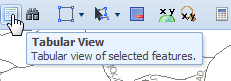 x y
Tabular View
Tabular view of selected features.